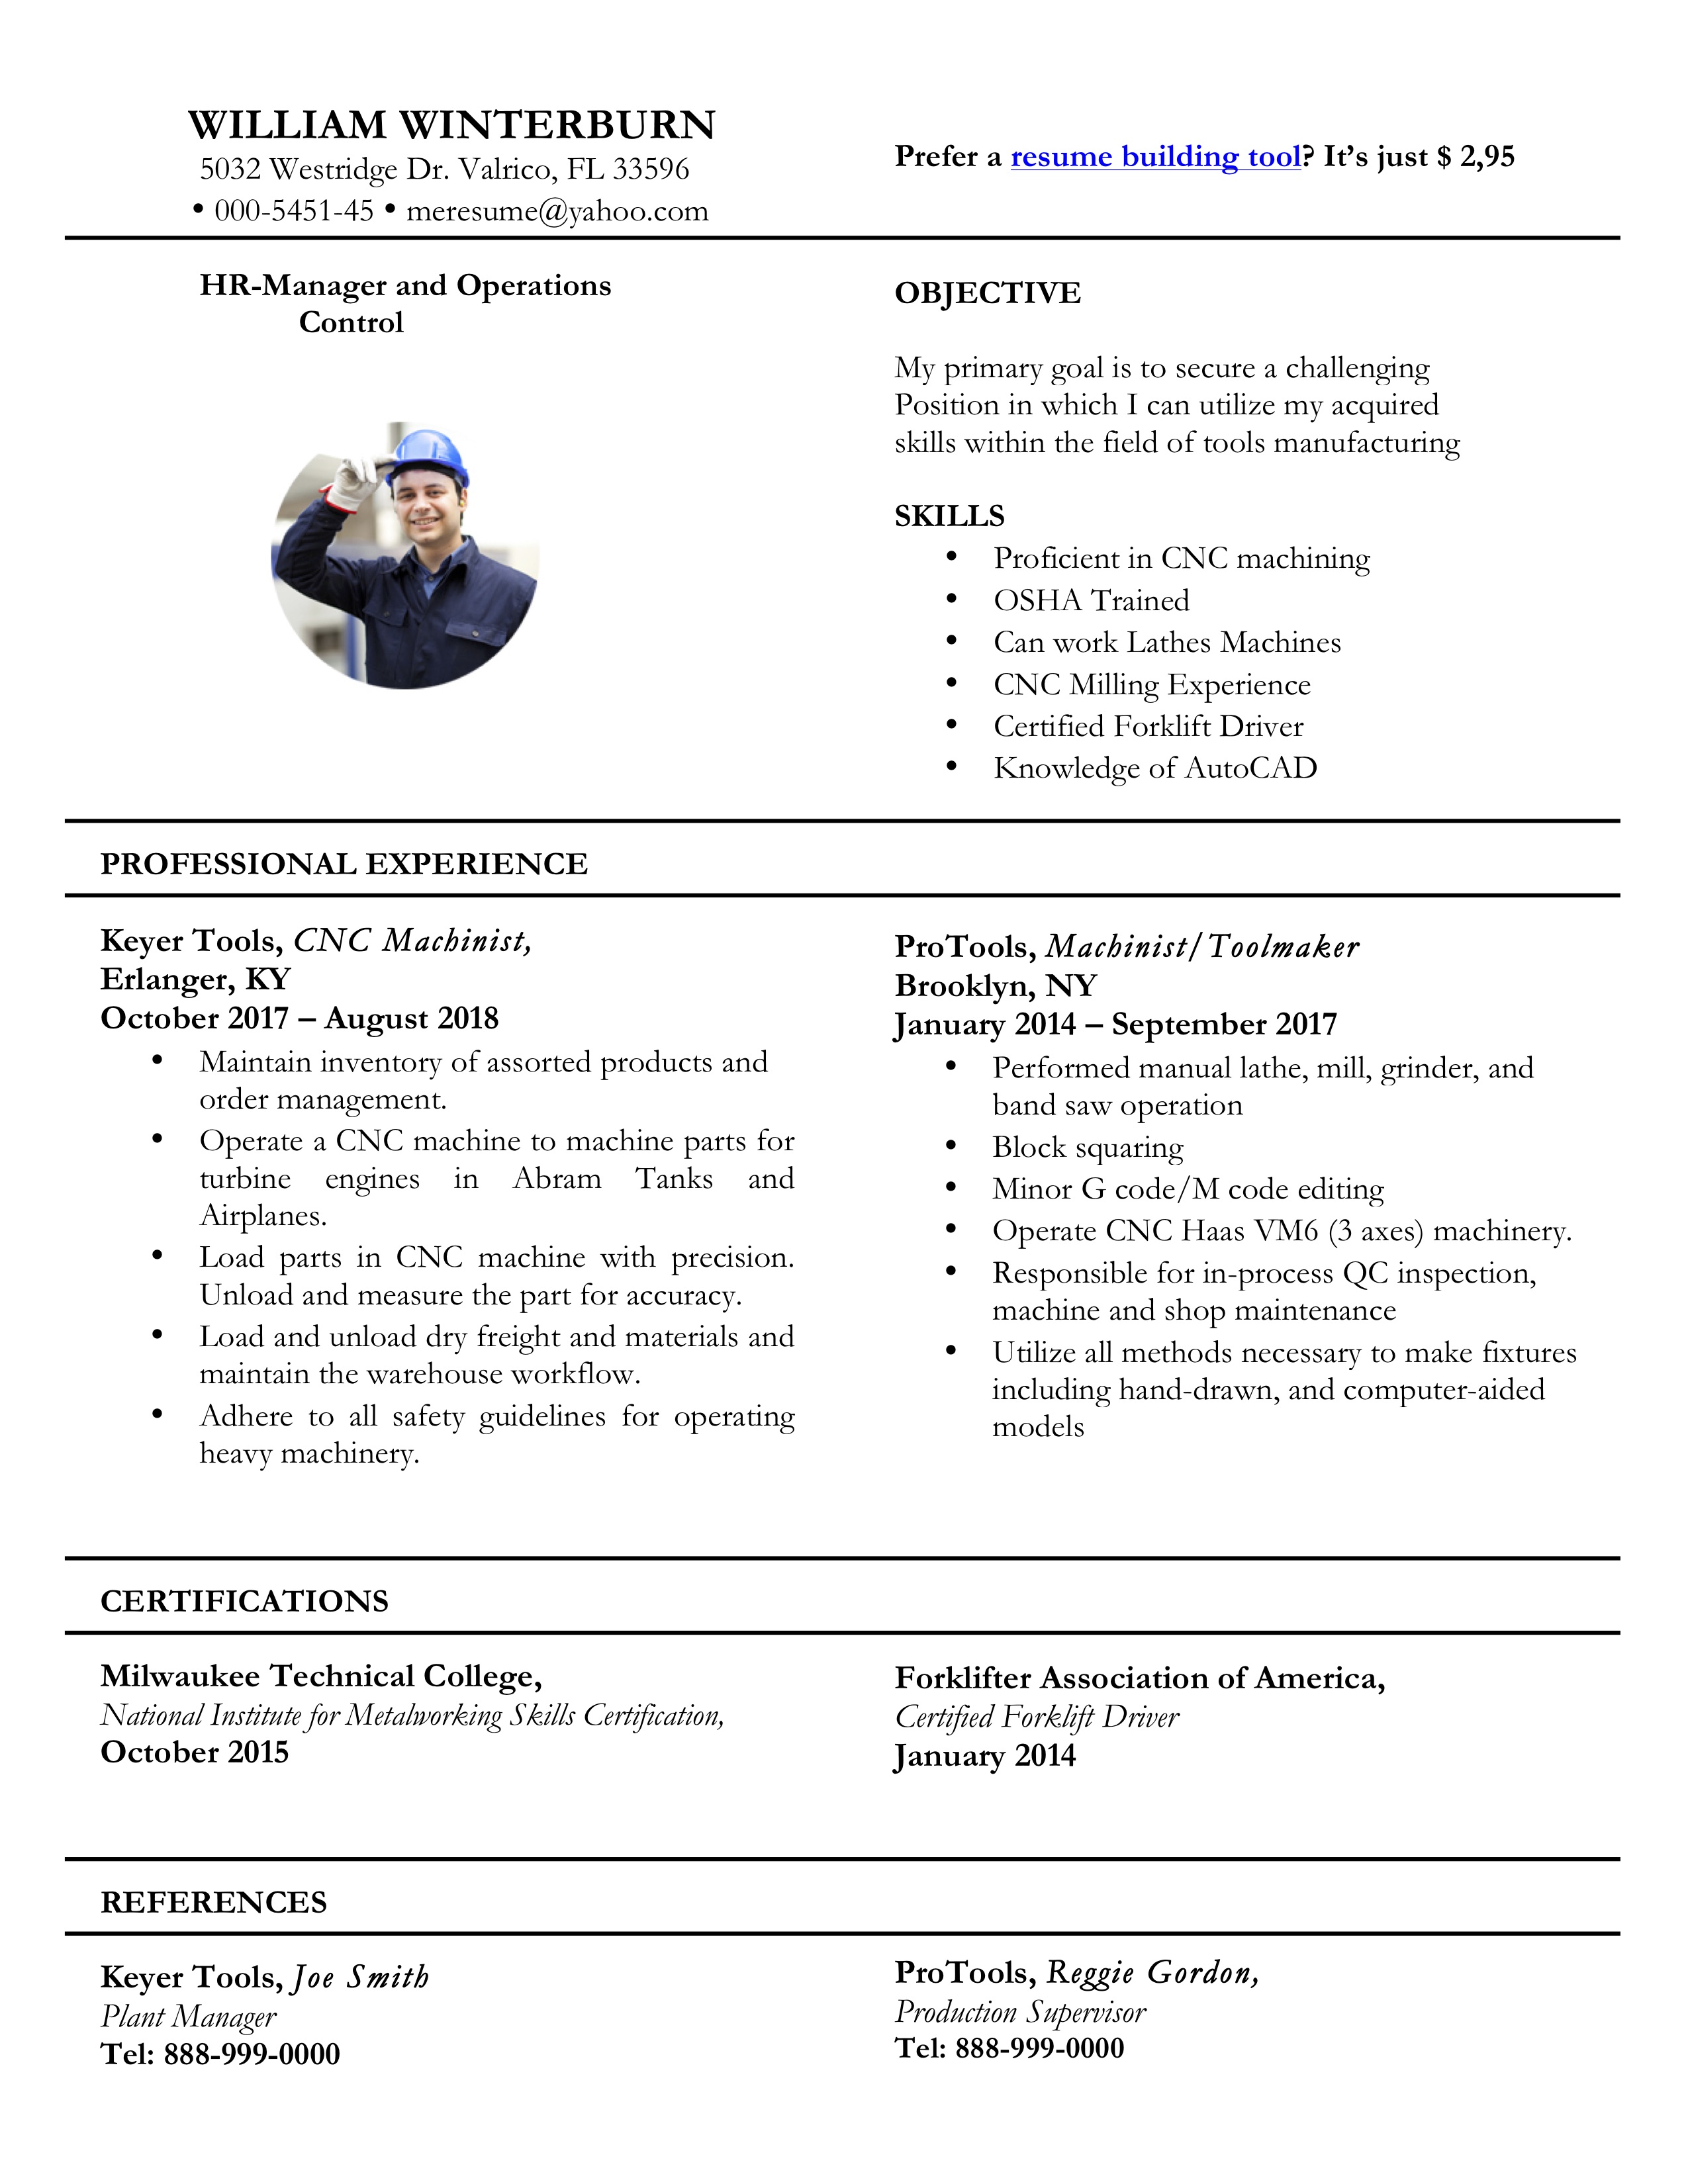 WILLIAM WINTERBURN
5032 Westridge Dr. Valrico, FL 33596
• 000-5451-45 • meresume@yahoo.com
Prefer a resume building tool? It’s just $ 2,95
HR-Manager and Operations
Control
OBJECTIVE
My primary goal is to secure a challenging
Position in which I can utilize my acquired
skills within the field of tools manufacturing
SKILLS
• Proficient in CNC machining
• OSHA Trained
• Can work Lathes Machines
• CNC Milling Experience
• Certified Forklift Driver
• Knowledge of AutoCAD
PROFESSIONAL EXPERIENCE
Keyer Tools, CNC Machinist,
Erlanger, KY
October 2017 – August 2018
• Maintain inventory of assorted products and
order management.
• Operate a CNC machine to machine parts for
turbine engines in Abram Tanks and
Airplanes.
• Load parts in CNC machine with precision.
Unload and measure the part for accuracy.
• Load and unload dry freight and materials and
maintain the warehouse workflow.
• Adhere to all safety guidelines for operating
heavy machinery.
ProTools, Machinist/Toolmaker
Brooklyn, NY
January 2014 – September 2017
• Performed manual lathe, mill, grinder, and
band saw operation
• Block squaring
• Minor G code/M code editing
• Operate CNC Haas VM6 (3 axes) machinery.
• Responsible for in-process QC inspection,
machine and shop maintenance
• Utilize all methods necessary to make fixtures
including hand-drawn, and computer-aided
models
CERTIFICATIONS
Milwaukee Technical College,
National Institute for Metalworking Skills Certification,
October 2015
Forklifter Association of America,
Certified Forklift Driver
January 2014
REFERENCES
Keyer Tools, Joe Smith
Plant Manager
Tel: 888-999-0000
ProTools, Reggie Gordon,
Production Supervisor
Tel: 888-999-0000